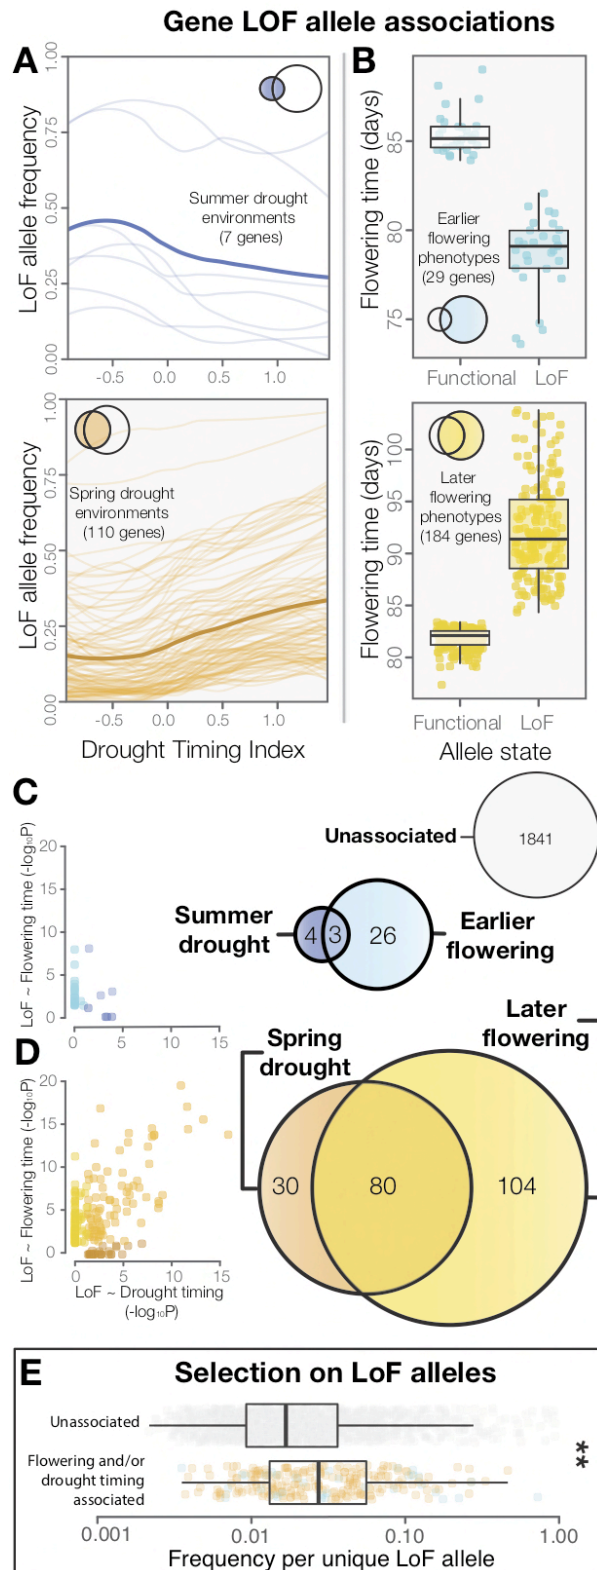 Gene LOF allele associations
A
LoF allele frequency
0.00
0.25
0.50
0.75
1.00
Summer drought
environments
(7 genes)
-0.5
0.0
0.5
1.0
LoF allele frequency
0.00
0.25
0.50
0.75
1.00
Spring drought
environments
(110 genes)
-0.5
0.0
0.5
1.0
Drought Timing Index
B
Flowering time (days)
75
80
85
Earlier
flowering
phenotypes
(29 genes)
Functional
LoF
Flowering time (days)
80
85
90
95
100
Later
flowering
phenotypes
(184 genes)
Functional
LoF
Allele state
C
LoF ~ Flowering time (-log₁₀P)
20
15
10
5
0
0
5
10
15
Unassociated
1841
Summer
drought
4
3
26
Earlier
flowering
D
LoF ~ Flowering time (-log₁₀P)
20
15
10
5
0
0
5
10
15
LoF ~ Drought timing
(-log₁₀P)
Spring
drought
Later
flowering
30
80
104
E
Selection on LoF alleles
Unassociated
Flowering and/or
drought timing
associated
**
0.001
0.01
0.10
1.00
Frequency per unique LoF allele